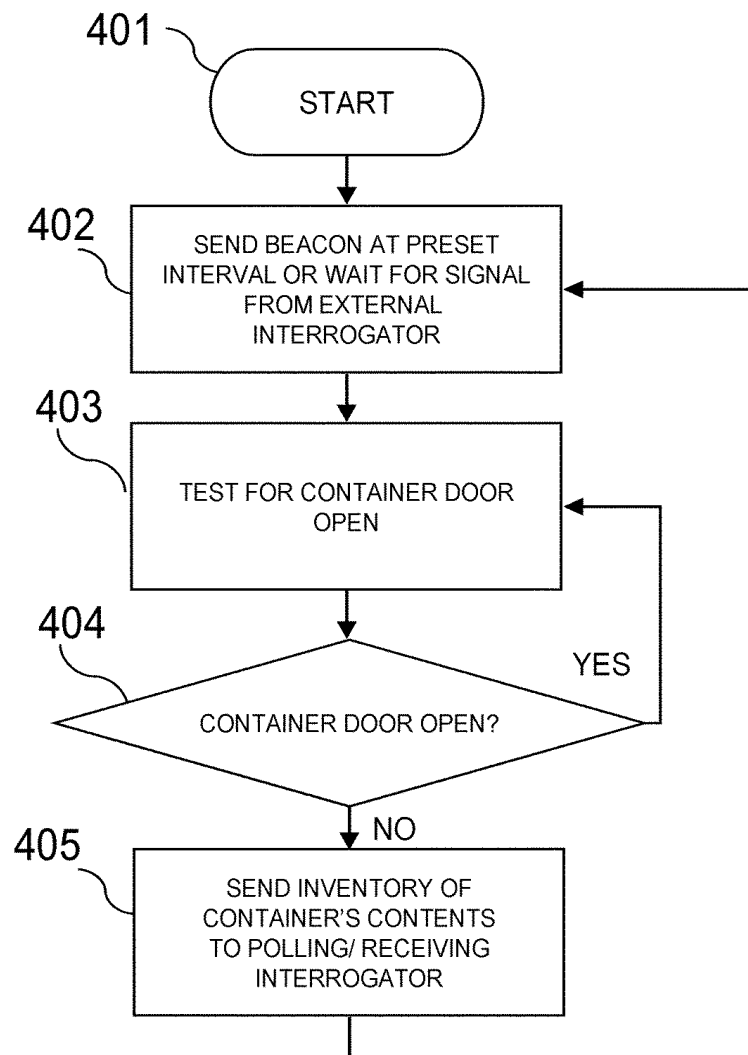 401
START
402
SEND BEACON AT PRESET
INTERVAL OR WAIT FOR SIGNAL
FROM EXTERNAL
INTERROGATOR
403
TEST FOR CONTAINER DOOR
OPEN
404
YES
CONTAINER DOOR OPEN?
NO
405
SEND INVENTORY OF
CONTAINER'S CONTENTS
TO POLLING/ RECEIVING
INTERROGATOR